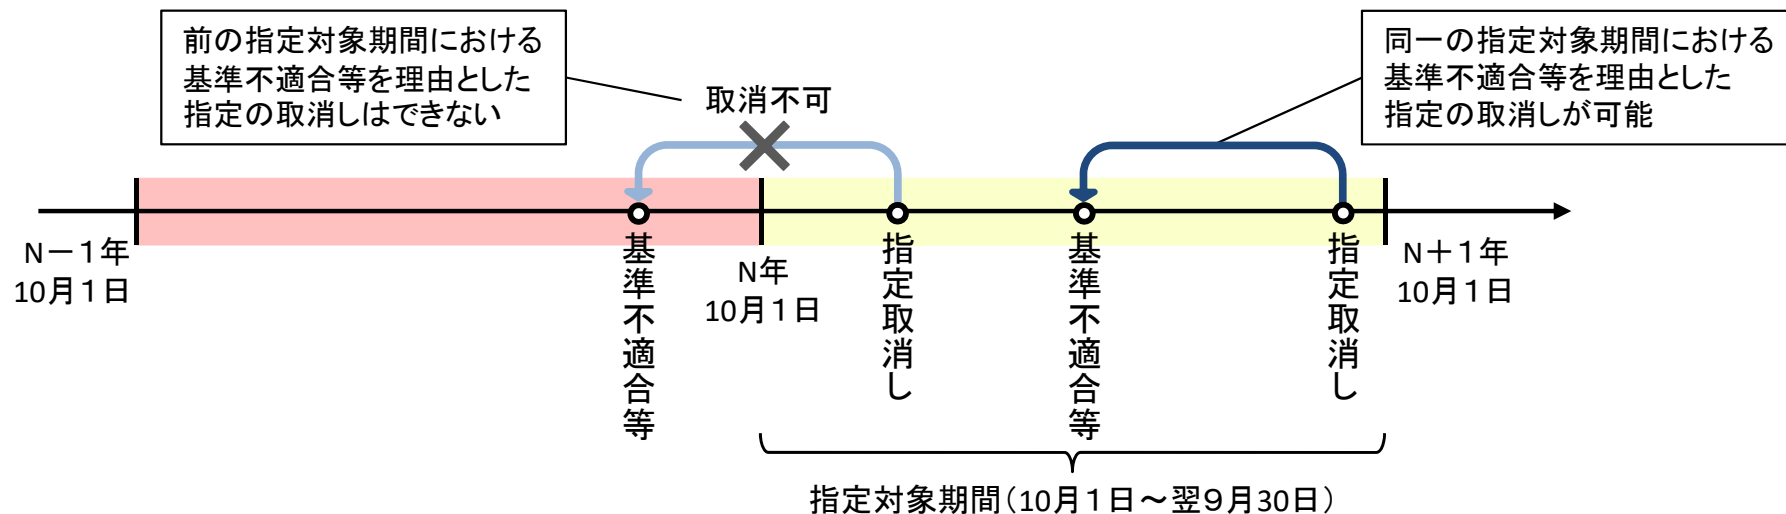 前の指定対象期間における
基準不適合等を理由とした
指定の取消しはできない
取消不可
同一の指定対象期間における
基準不適合等を理由とした
指定の取消しが可能
N－１年
10月１日
基準不適合等
N年
10月１日
指定取消し
基準不適合等
指定取消し
N＋１年
10月１日
指定対象期間（10月１日～翌９月30日）